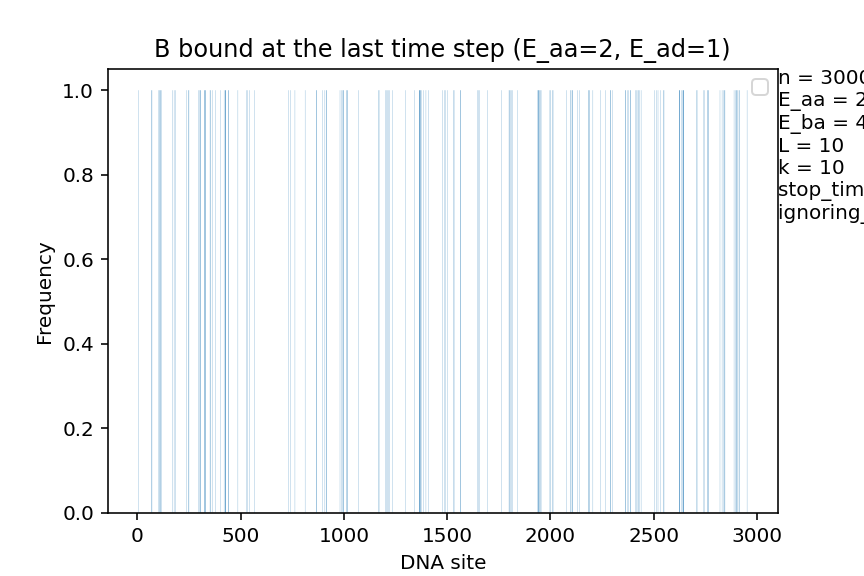 B bound at the last time step (E_aa=2, E_ad=1)
n = 3000
E_aa = 2
E_ba = 4
L = 10
k = 10
stop_tim
ignoring_
1.0
0.8
0.6
0.4
0.2
0.0
Frequency
0 500 1000 1500 2000 2500 3000
DNA site